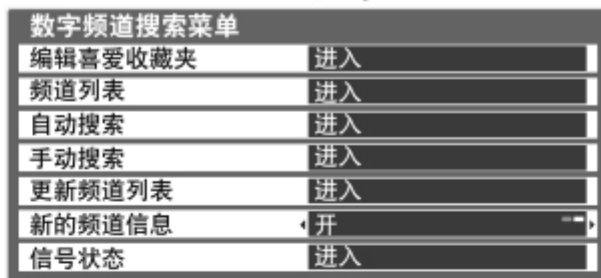 数字频道搜索菜单
编辑喜爱收藏夹 进入
频道列表 进入
自动搜索 进入
手动搜索 进入
更新频道列表 进入
新的频道信息 开
信号状态 进入